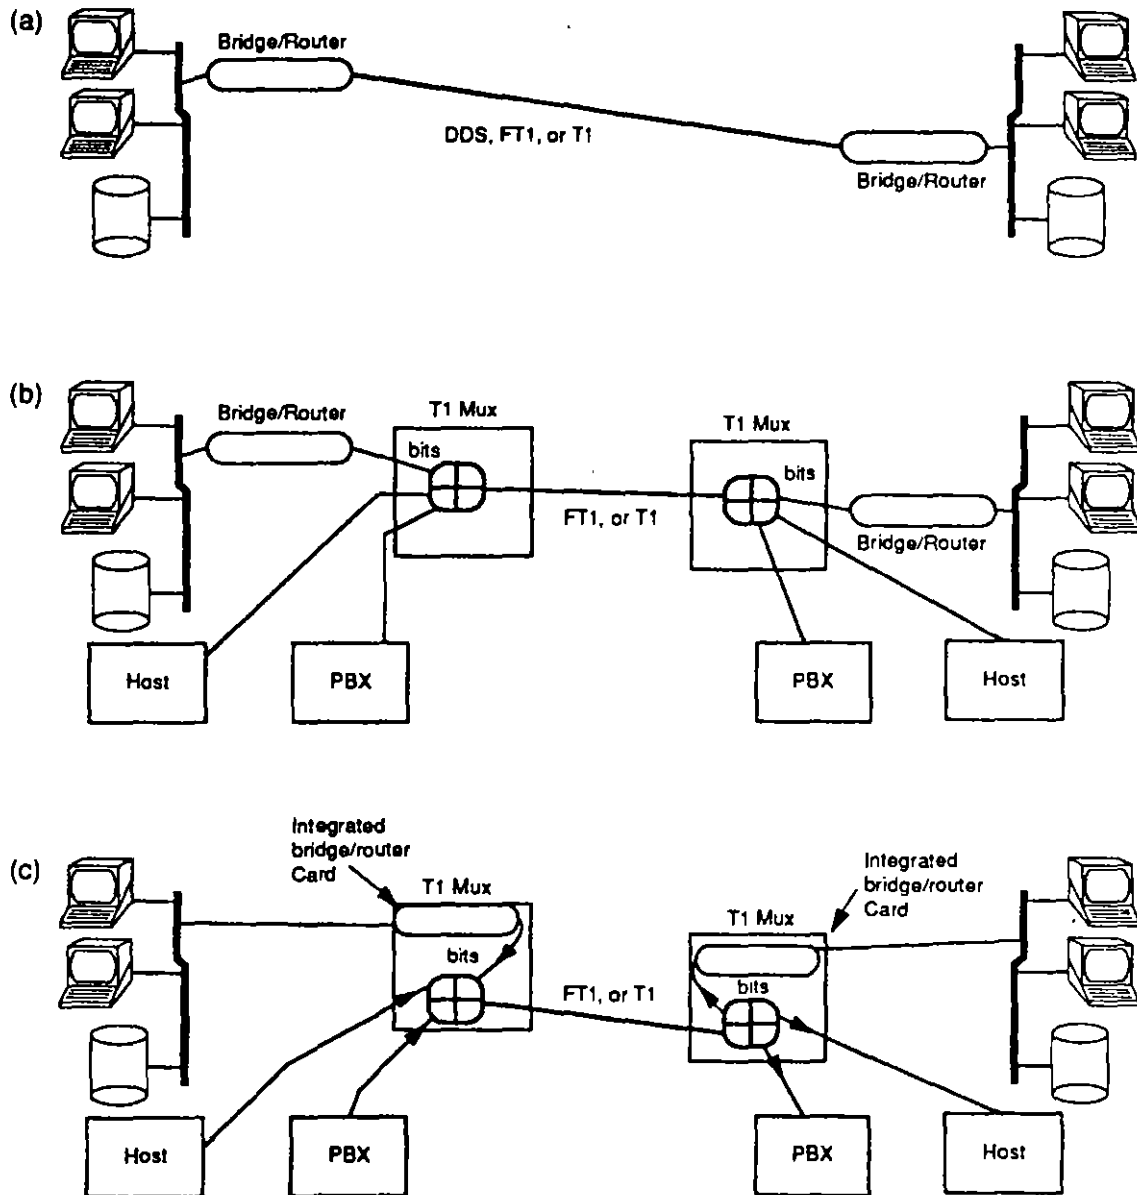 (a)
Bridge/Router
DDS, FT1, or T1
Bridge/Router
(b)
Bridge/Router
T1 Mux
bits
FT1, or T1
T1 Mux
bits
Bridge/Router
Host
PBX
PBX
Host
(c)
Integrated
bridge/router
Card
T1 Mux
bits
FT1, or T1
Integrated
bridge/router
Card
T1 Mux
bits
Host
PBX
PBX
Host